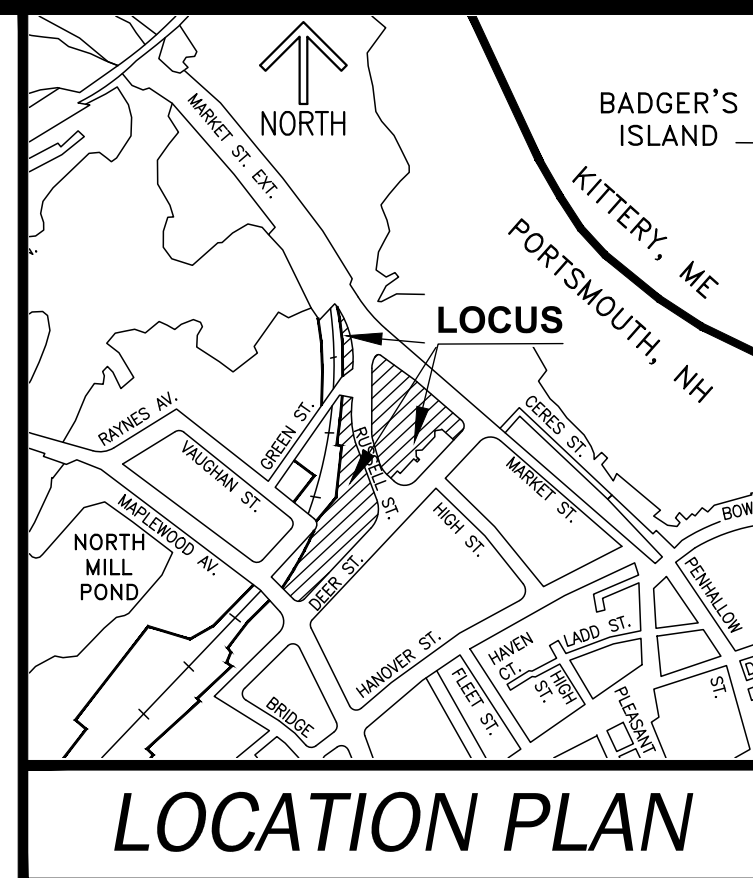 BADGER'S
ISLAND
NORTH
MARKET ST. EXT.
KITTERY, ME
PORTSMOUTH, NH
LOCUS
RAYNES AV.
GREEN ST.
VAUGHAN ST.
RUSSELL ST.
CERES ST.
MARKET ST.
MAPLEWOOD AV.
HIGH ST.
BOW
NORTH
MILL
POND
DEER ST.
PENHALLOW
HANOVER ST.
HAVEN
CT.
LADD ST.
HIGH
ST.
FLEET ST.
PLEASANT
ST.
BRIDGE
LOCATION PLAN